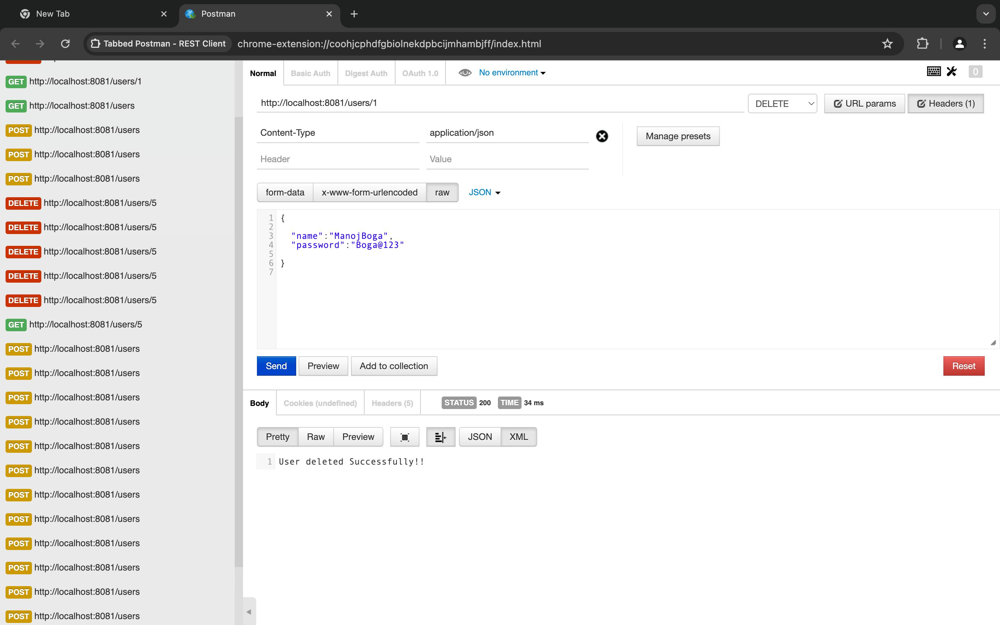 New Tab
Postman
Tabbed Postman - REST Client
chrome-extension://coohjcphdfgbiolnekdpbcijmhambjff/index.html
GET http://localhost:8081/users/1
GET http://localhost:8081/users
POST http://localhost:8081/users
POST http://localhost:8081/users
POST http://localhost:8081/users
DELETE http://localhost:8081/users/5
DELETE http://localhost:8081/users/5
DELETE http://localhost:8081/users/5
DELETE http://localhost:8081/users/5
DELETE http://localhost:8081/users/5
GET http://localhost:8081/users/5
POST http://localhost:8081/users
POST http://localhost:8081/users
POST http://localhost:8081/users
POST http://localhost:8081/users
POST http://localhost:8081/users
POST http://localhost:8081/users
POST http://localhost:8081/users
POST http://localhost:8081/users
POST http://localhost:8081/users
POST http://localhost:8081/users
POST http://localhost:8081/users
POST http://localhost:8081/users
Normal Basic Auth Digest Auth OAuth 1.0 No environment 0
http://localhost:8081/users/1 DELETE URL params Headers (1)
Content-Type application/json Manage presets
Header Value
form-data x-www-form-urlencoded raw JSON
1 {
2
3 "name":"ManojBoga",
4 "password":"Boga@123"
5
6 }
7
Send Preview Add to collection Reset
Body Cookies (undefined) Headers (5) STATUS 200 TIME 34 ms
Pretty Raw Preview JSON XML
1 User deleted Successfully!!